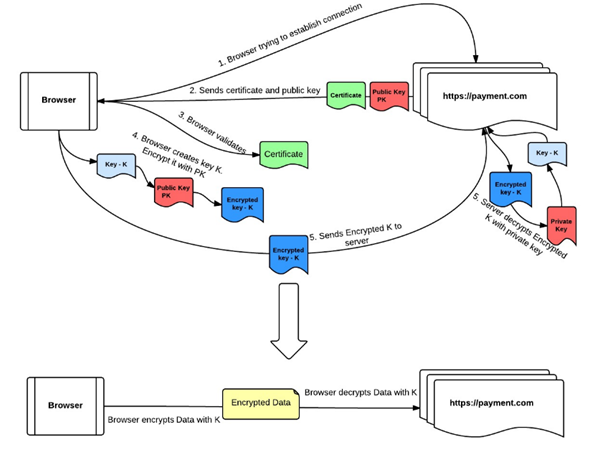 1. Browser trying to establish connection
Browser
2. Sends certificate and public key
Certificate
Public Key
PK
https://payment.com
3. Browser validates
Certificate
4. Browser creates key K.
Encrypt it with PK
Key - K
Public Key
PK
Encrypted
key - K
Key - K
Encrypted
key - K
Private
Key
5. Server decrypts Encrypted
K with private key
5. Sends Encrypted K to
server
Encrypted
key - K
Browser
Browser encrypts Data with K
Encrypted Data
Browser decrypts Data with K
https://payment.com